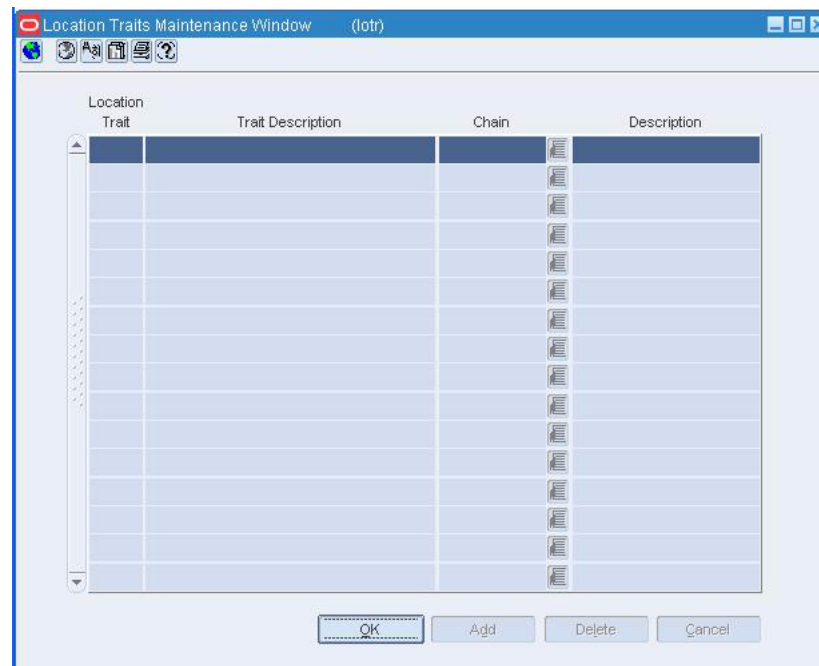 Location Traits Maintenance Window (lotr)
Location
Trait Trait Description Chain Description
OK Add Delete Cancel